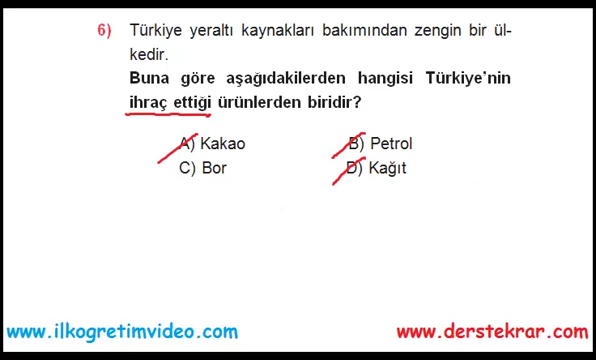 6) Türkiye yeraltı kaynakları bakımından zengin bir ül-
kedir.
Buna göre aşağıdakilerden hangisi Türkiye'nin
ihraç ettiği ürünlerden biridir?
A) Kakao B) Petrol
C) Bor D) Kağıt
www.ilkogretimvideo.com www.derstekrar.com